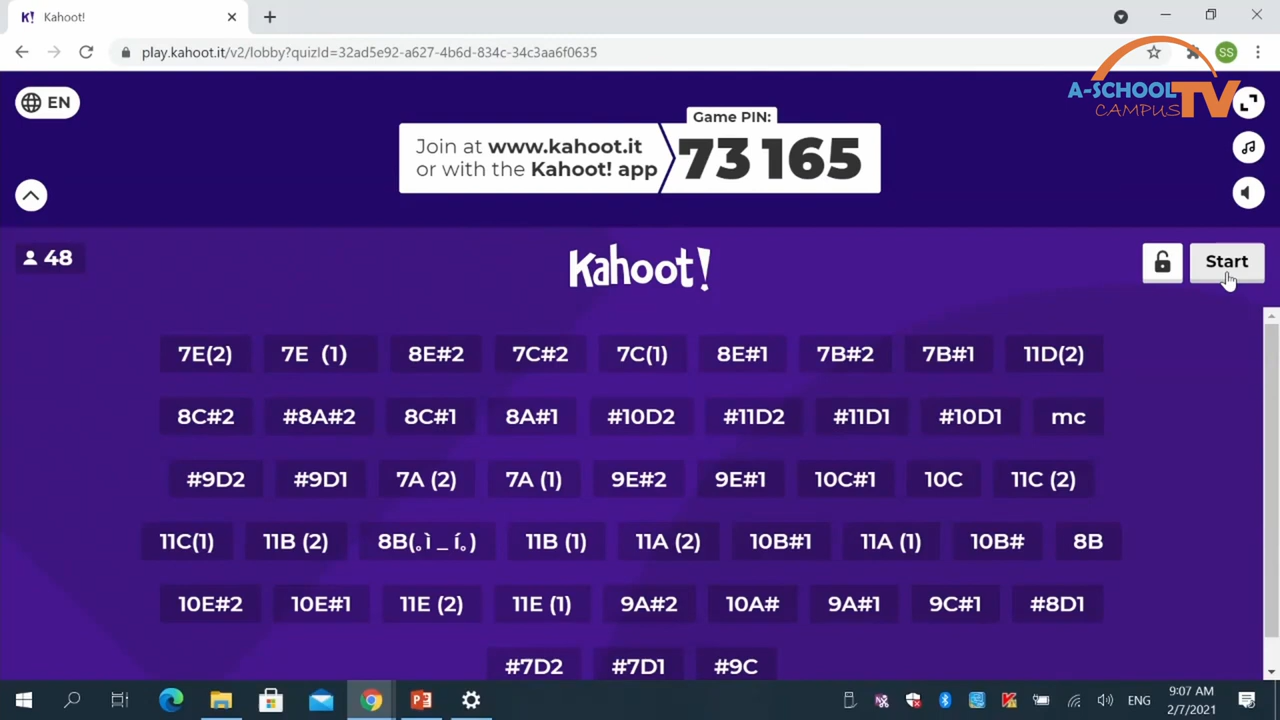 Kahoot!
play.kahoot.it/v2/lobby?quizId=32ad5e92-a627-4b6d-834c-34c3aa6f0635
SS
A-SCHOOL TV
CAMPUS
EN
Game PIN:
Join at www.kahoot.it
or with the Kahoot! app
73 165
48
Kahoot!
Start
7E(2) 7E (1) 8E#2 7C#2 7C(1) 8E#1 7B#2 7B#1 11D(2)
8C#2 #8A#2 8C#1 8A#1 #10D2 #11D2 #11D1 #10D1 mc
#9D2 #9D1 7A (2) 7A (1) 9E#2 9E#1 10C#1 10C 11C (2)
11C(1) 11B (2) 8B(｡ì _ í｡) 11B (1) 11A (2) 10B#1 11A (1) 10B# 8B
10E#2 10E#1 11E (2) 11E (1) 9A#2 10A# 9A#1 9C#1 #8D1
#7D2 #7D1 #9C
ENG
9:07 AM
2/7/2021